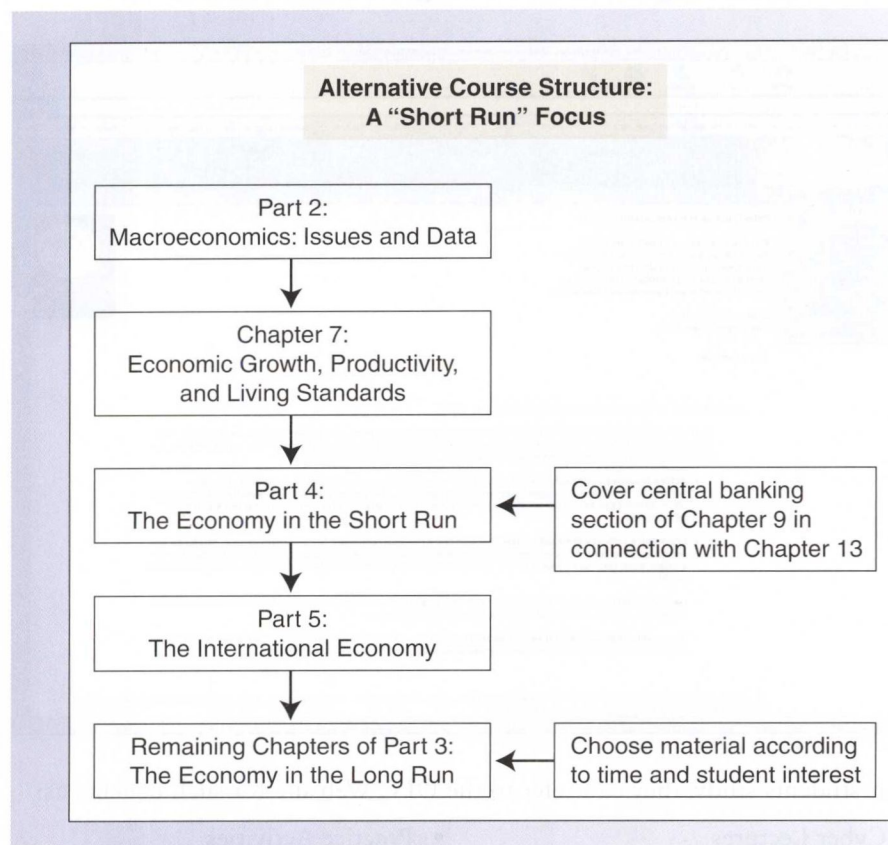 Alternative Course Structure:
A “Short Run” Focus
Part 2:
Macroeconomics: Issues and Data
Chapter 7:
Economic Growth, Productivity,
and Living Standards
Part 4:
The Economy in the Short Run
Cover central banking
section of Chapter 9 in
connection with Chapter 13
Part 5:
The International Economy
Remaining Chapters of Part 3:
The Economy in the Long Run
Choose material according
to time and student interest